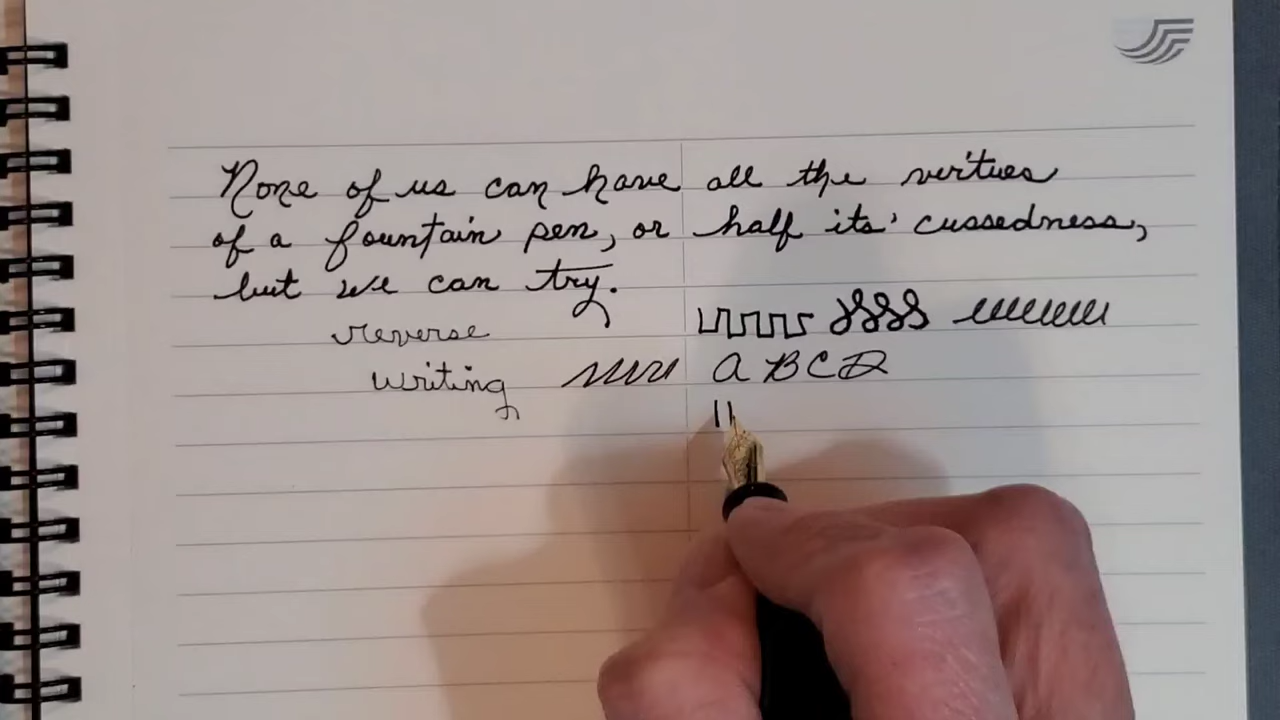 None of us can have all the virtues
of a fountain pen, or half its' cussedness,
but we can try.
reverse
writing A B C D